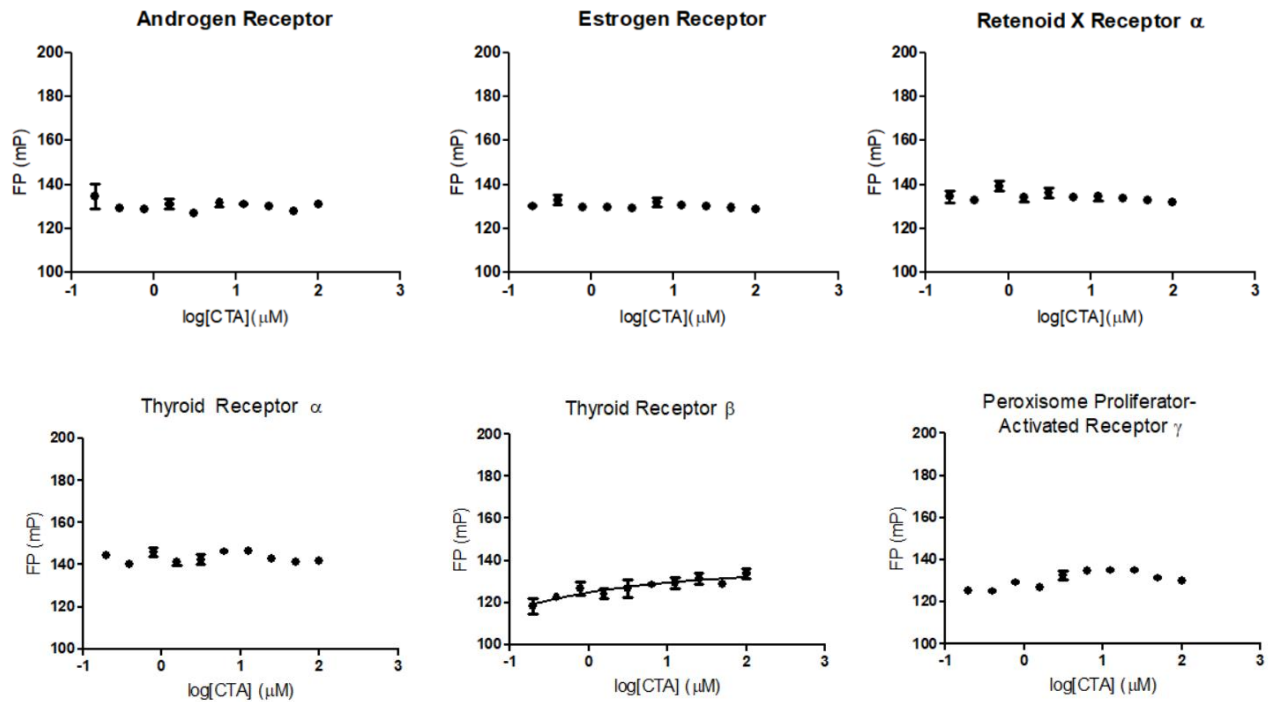 Androgen Receptor
200
180
160
140
120
100
FP (mP)
-1 0 1 2 3
log[CTA](μM)
Estrogen Receptor
200
180
160
140
120
100
FP (mP)
-1 0 1 2 3
log[CTA](μM)
Retenoid X Receptor α
200
180
160
140
120
100
FP (mP)
-1 0 1 2 3
log[CTA](μM)
Thyroid Receptor α
200
180
160
140
120
100
FP (mP)
-1 0 1 2 3
log[CTA] (μM)
Thyroid Receptor β
200
180
160
140
120
100
FP (mP)
-1 0 1 2 3
log[CTA] (μM)
Peroxisome Proliferator-
Activated Receptor γ
200
180
160
140
120
100
FP (mP)
-1 0 1 2 3
log[CTA] (μM)